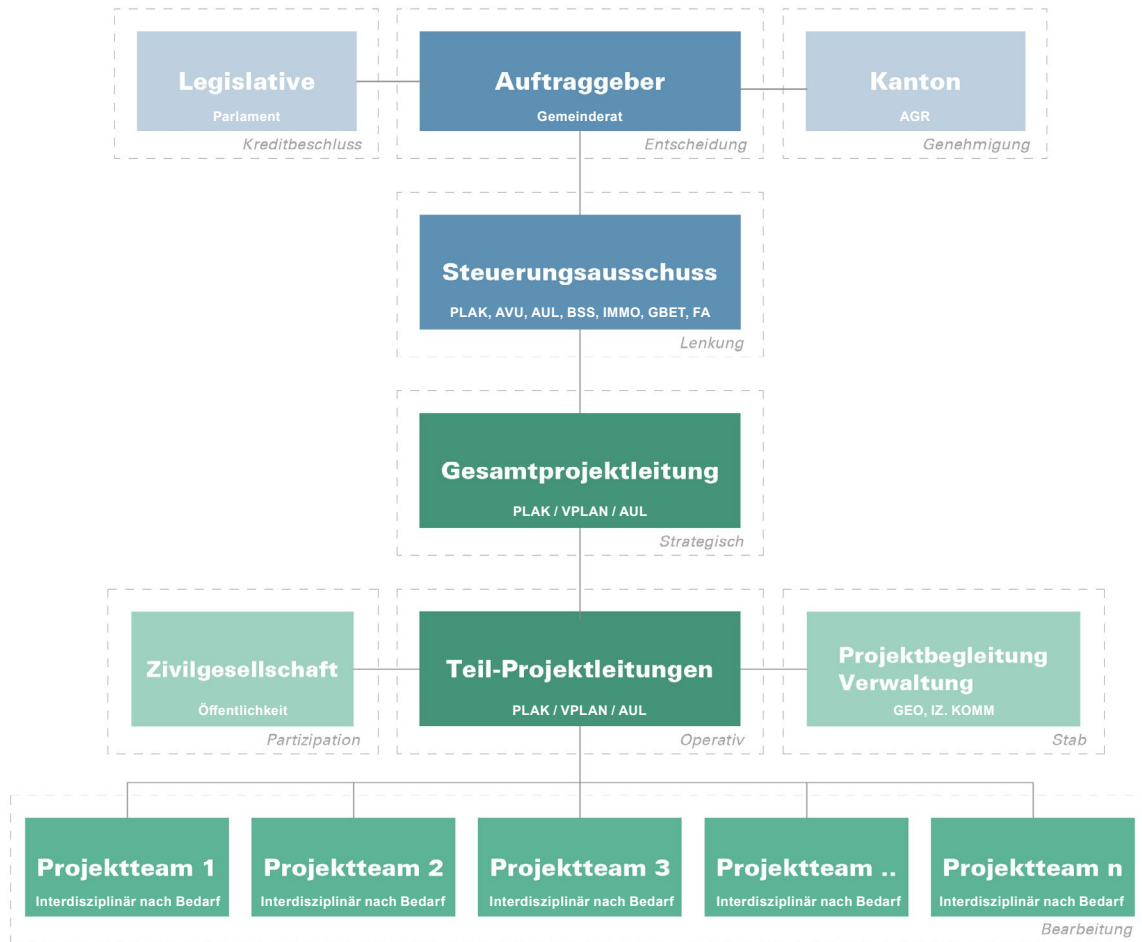 Legislative
Parlament
Kreditbeschluss
Auftraggeber
Gemeinderat
Entscheidung
Kanton
AGR
Genehmigung
Steuerungsausschuss
PLAK, AVU, AUL, BSS, IMMO, GBET, FA
Lenkung
Gesamtprojektleitung
PLAK / VPLAN / AUL
Strategisch
Zivilgesellschaft
Öffentlichkeit
Partizipation
Teil-Projektleitungen
PLAK / VPLAN / AUL
Operativ
Projektbegleitung
Verwaltung
GEO, IZ. KOMM
Stab
Projektteam 1
Interdisziplinär nach Bedarf
Projektteam 2
Interdisziplinär nach Bedarf
Projektteam 3
Interdisziplinär nach Bedarf
Projektteam ..
Interdisziplinär nach Bedarf
Projektteam n
Interdisziplinär nach Bedarf
Bearbeitung